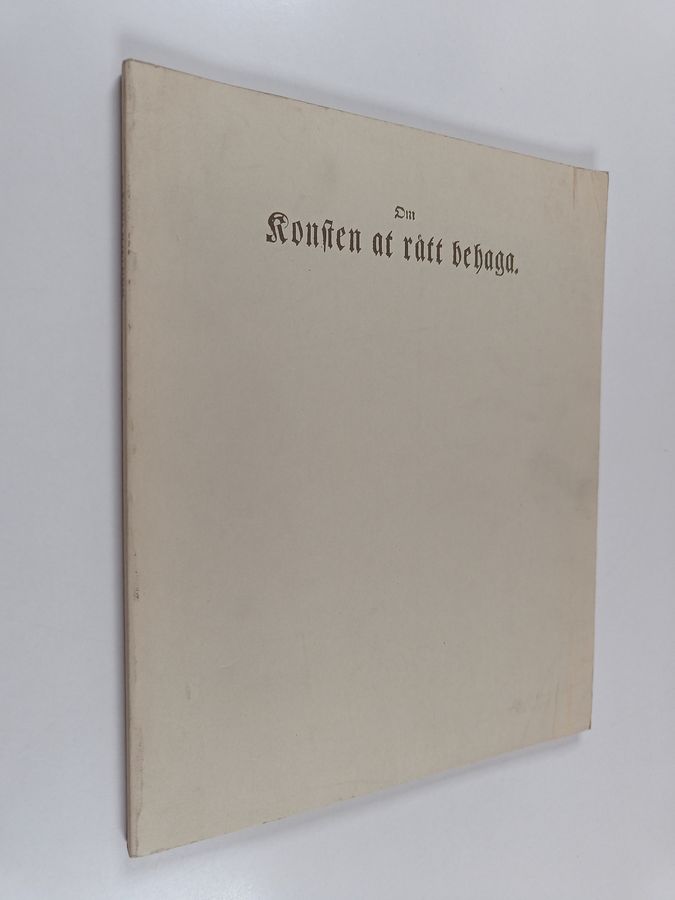 Om
Konsten at rätt behaga.